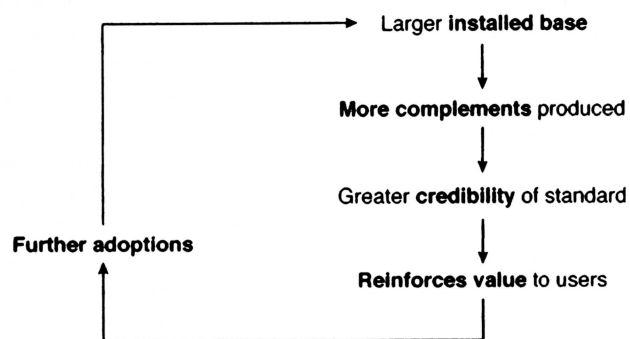 Larger installed base
More complements produced
Greater credibility of standard
Further adoptions
Reinforces value to users